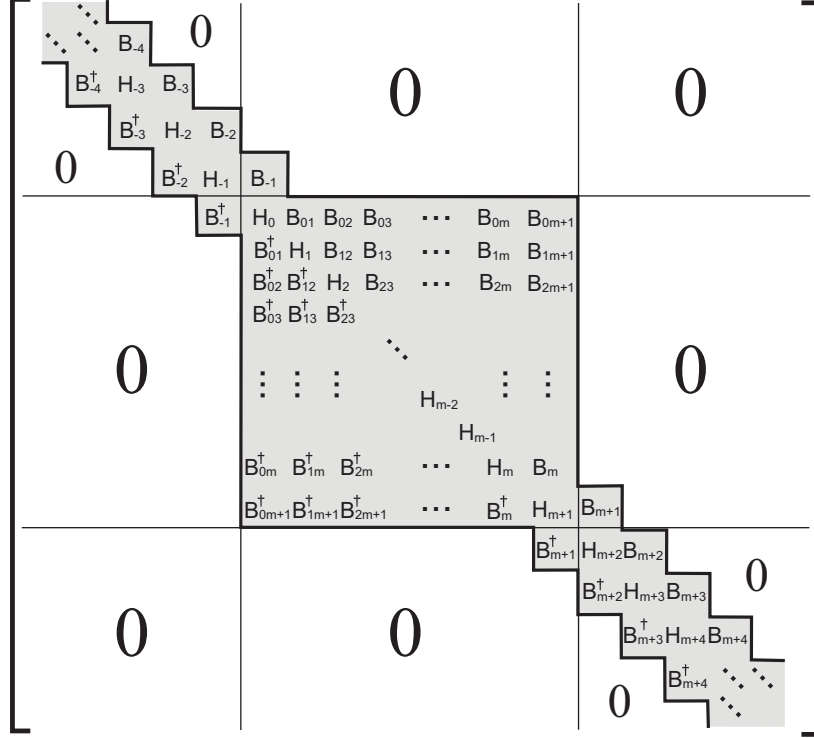 B₋₄ 0
B†₋₄ H₋₃ B₋₃ 0 0
B†₋₃ H₋₂ B₋₂
0 B†₋₂ H₋₁ B₋₁
B†₋₁ H₀ B₀₁ B₀₂ B₀₃ ⋯ B₀ₘ B₀ₘ₊₁
B†₀₁ H₁ B₁₂ B₁₃ ⋯ B₁ₘ B₁ₘ₊₁
B†₀₂ B†₁₂ H₂ B₂₃ ⋯ B₂ₘ B₂ₘ₊₁
B†₀₃ B†₁₃ B†₂₃
⋱
0 ⋮ ⋮ ⋮ ⋮ ⋮ 0
Hₘ₋₂
Hₘ₋₁
B†₀ₘ B†₁ₘ B†₂ₘ ⋯ Hₘ Bₘ
B†₀ₘ₊₁ B†₁ₘ₊₁ B†₂ₘ₊₁ ⋯ B†ₘ Hₘ₊₁ Bₘ₊₁
B†ₘ₊₁ Hₘ₊₂ Bₘ₊₂
B†ₘ₊₂ Hₘ₊₃ Bₘ₊₃ 0
0 0 B†ₘ₊₃ Hₘ₊₄ Bₘ₊₄
0 B†ₘ₊₄